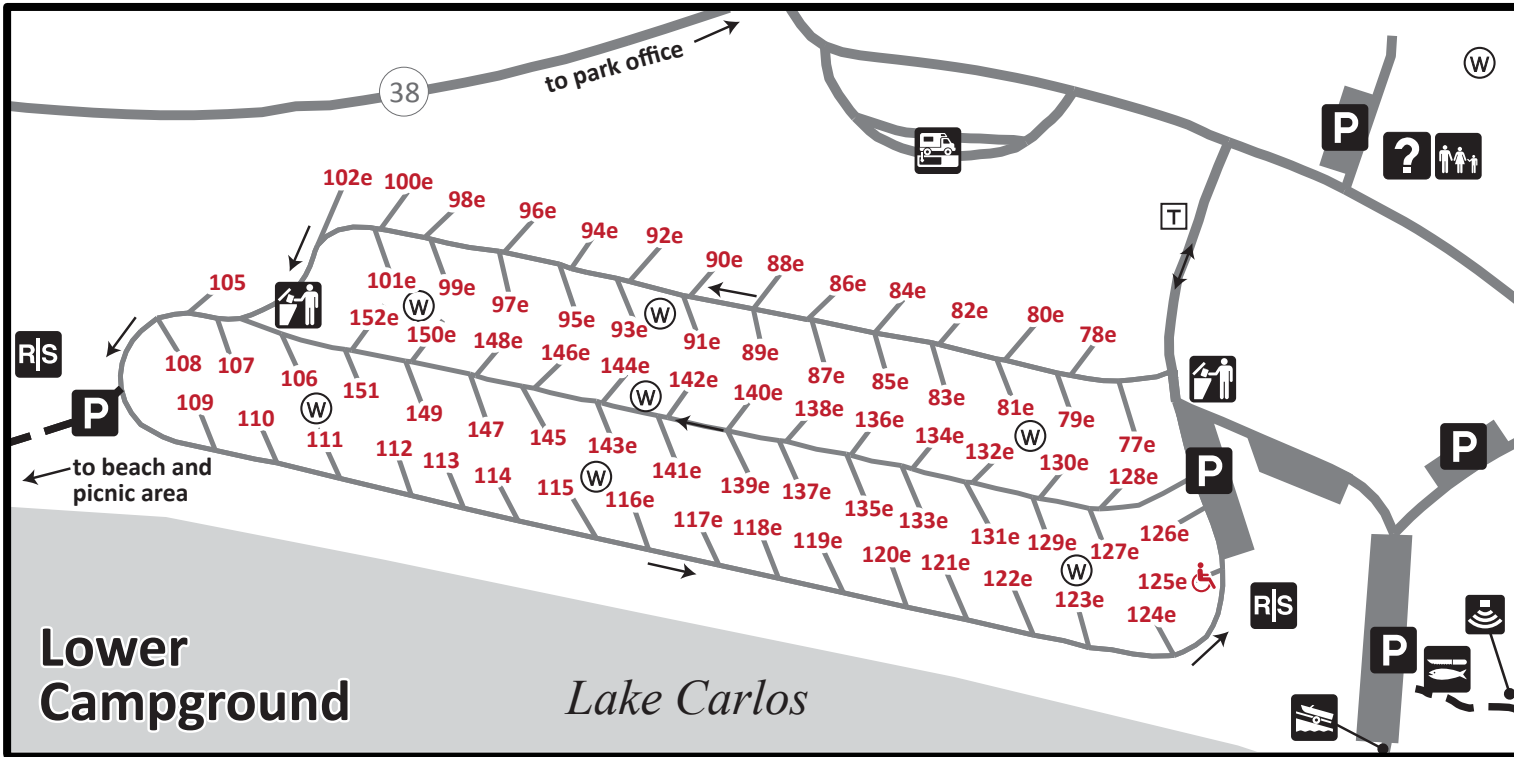 to park office
38
W
P
?
T
102e
100e
98e
96e
94e
92e
90e
88e
86e
84e
82e
80e
78e
105
101e
W
99e
97e
95e
93e
W
91e
89e
87e
85e
83e
81e
W
79e
77e
R|S
P
108
107
106
152e
150e
148e
146e
144e
W
142e
140e
138e
136e
134e
132e
130e
128e
P
P
151
149
147
145
143e
141e
139e
137e
135e
133e
131e
129e
127e
126e
109
110
W
111
112
113
114
115
W
116e
117e
118e
119e
120e
121e
122e
W
123e
125e
124e
R|S
to beach and
picnic area
P
Lower
Campground
Lake Carlos